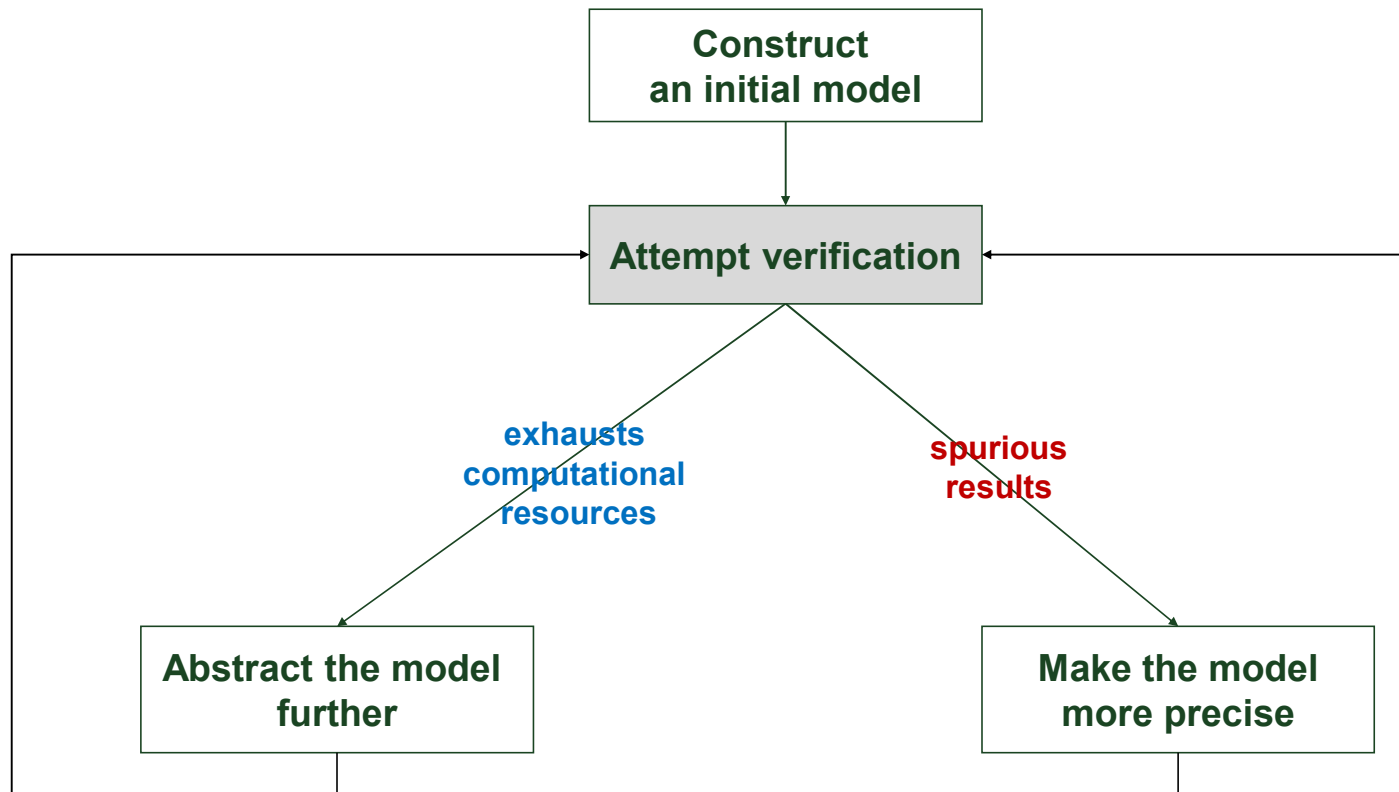 Construct
an initial model
Attempt verification
exhausts
computational
resources
spurious
results
Abstract the model
further
Make the model
more precise